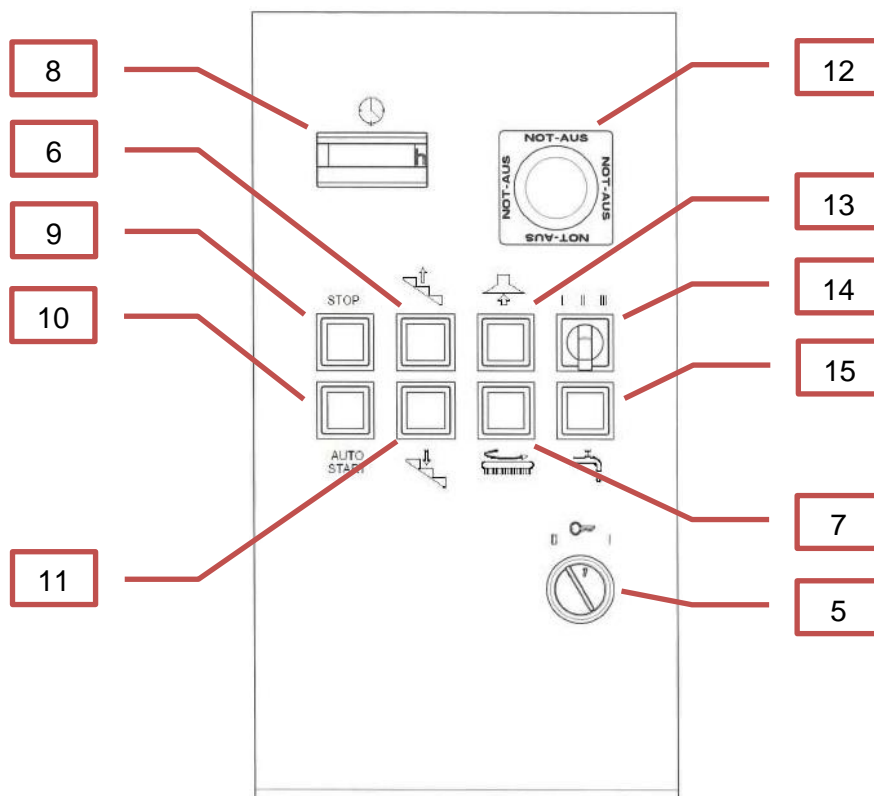 8
12
6
NOT-AUS
NOT-AUS
NOT-AUS
NOT-AUS
h
13
9
14
10
STOP
I II III
15
AUTO
START
7
11
0 I
5